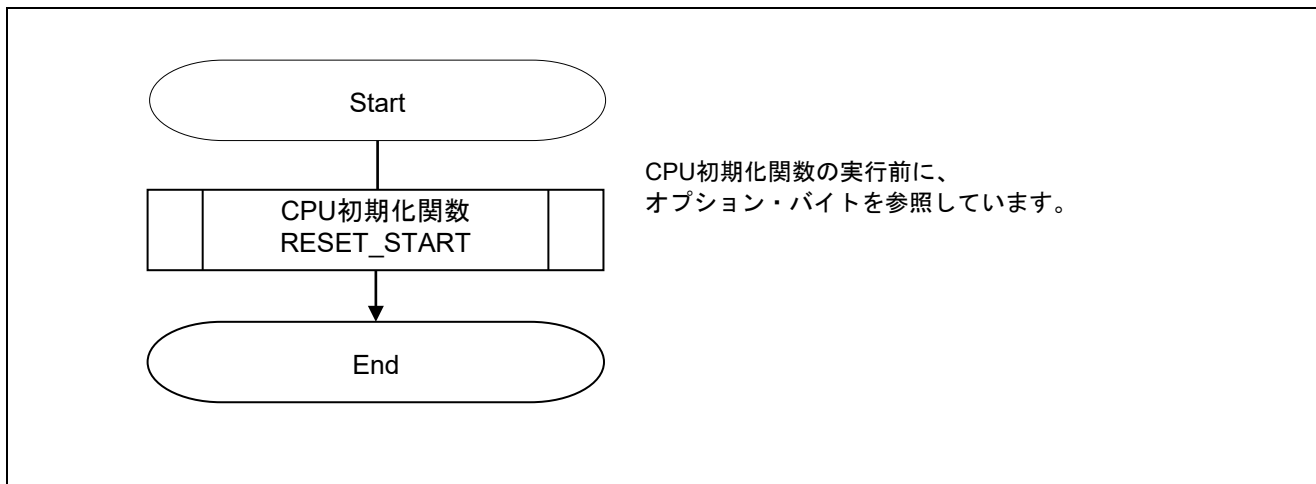 Start
CPU初期化関数
RESET_START
CPU初期化関数の実行前に、
オプション・バイトを参照しています。
End